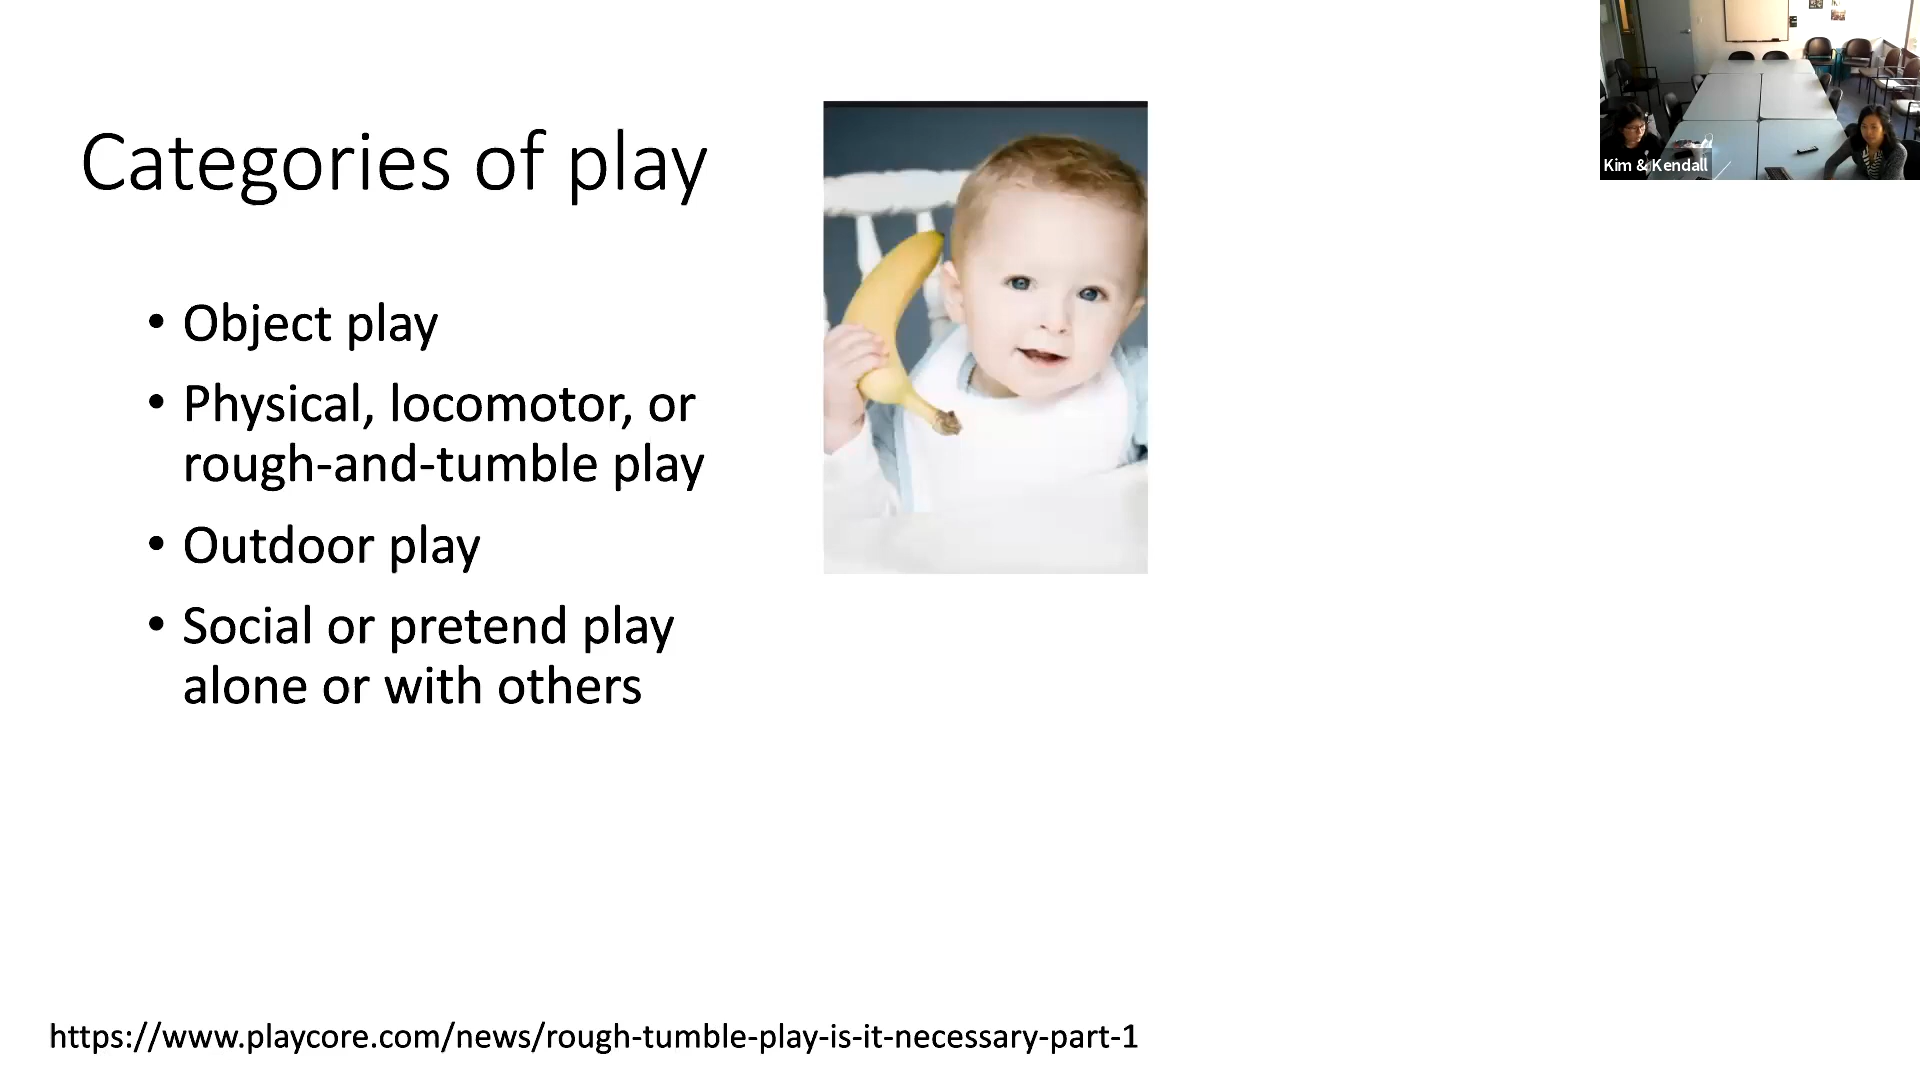 Categories of play
• Object play
• Physical, locomotor, or
rough-and-tumble play
• Outdoor play
• Social or pretend play
alone or with others
https://www.playcore.com/news/rough-tumble-play-is-it-necessary-part-1
Kim & Kendall